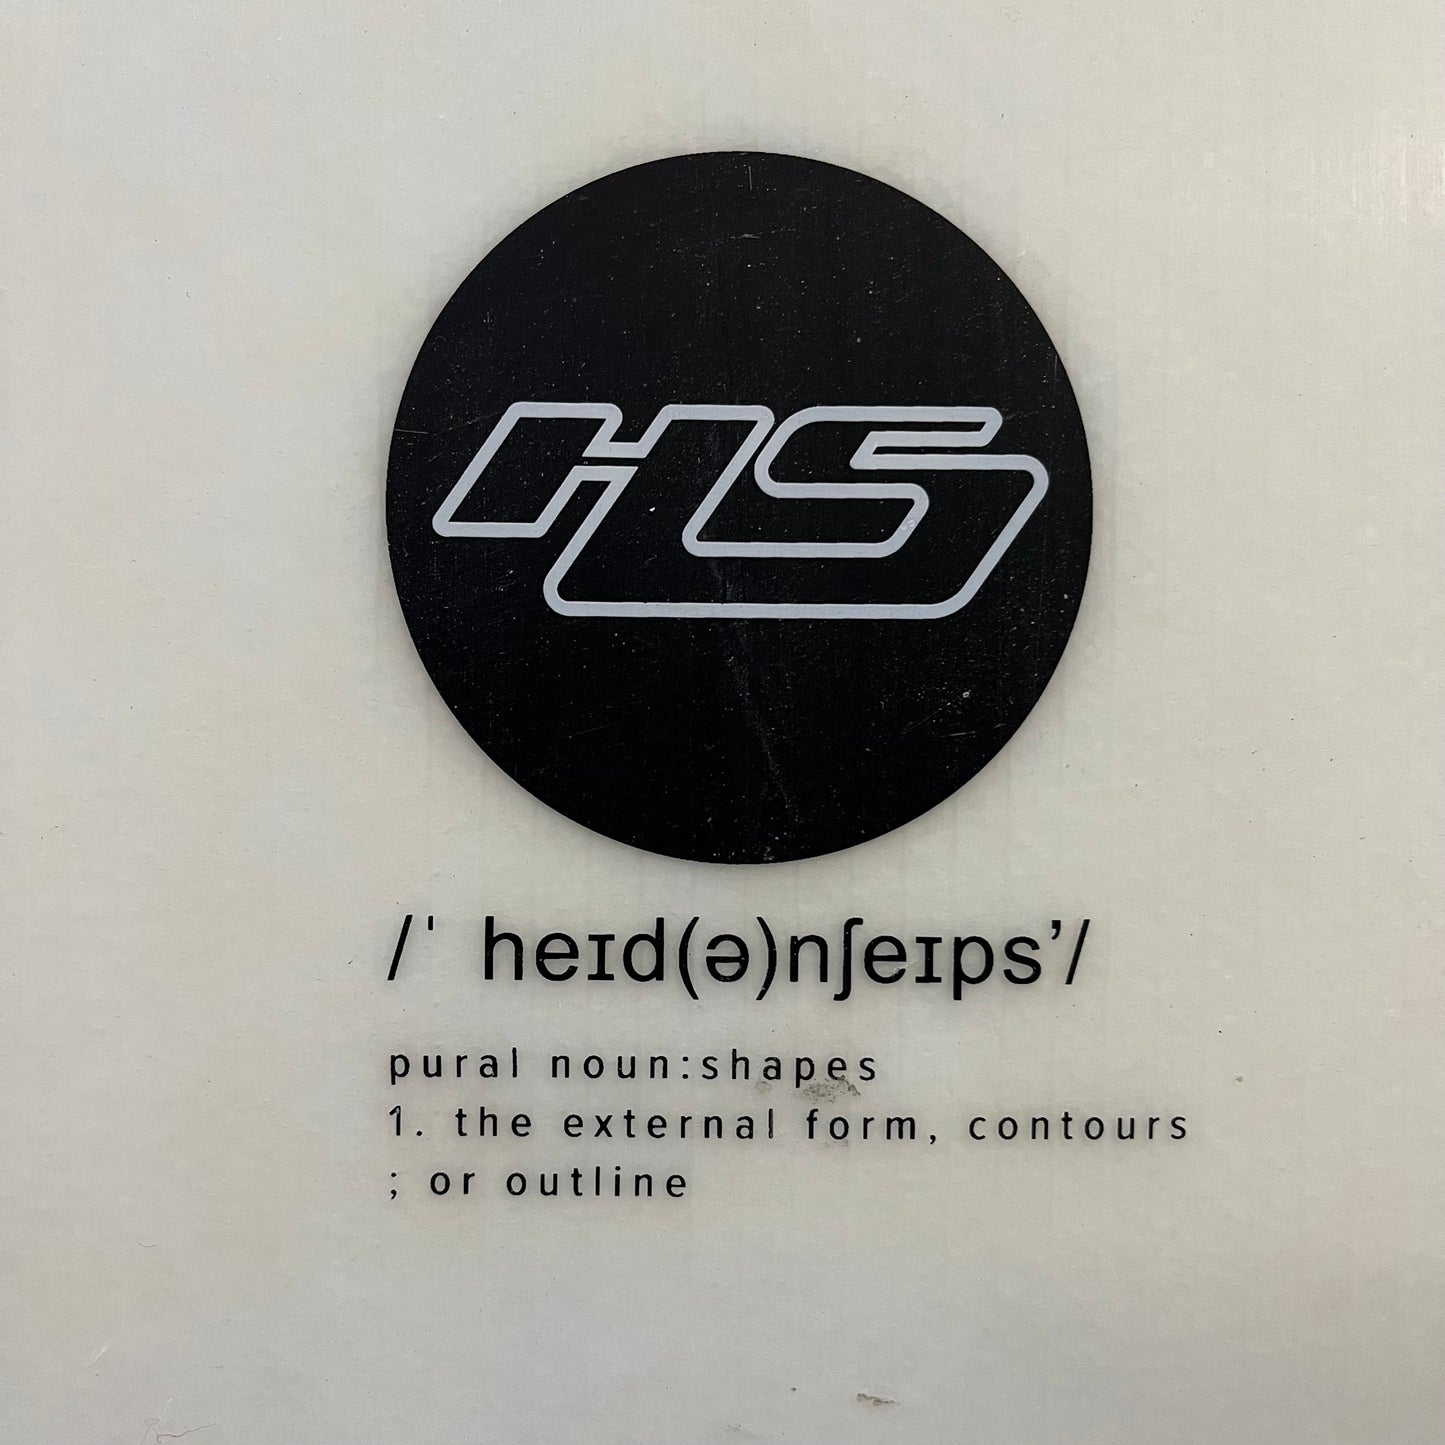 HS
/ˈ heɪd(ə)nʃeɪps’/
pural noun:shapes
1. the external form, contours
; or outline